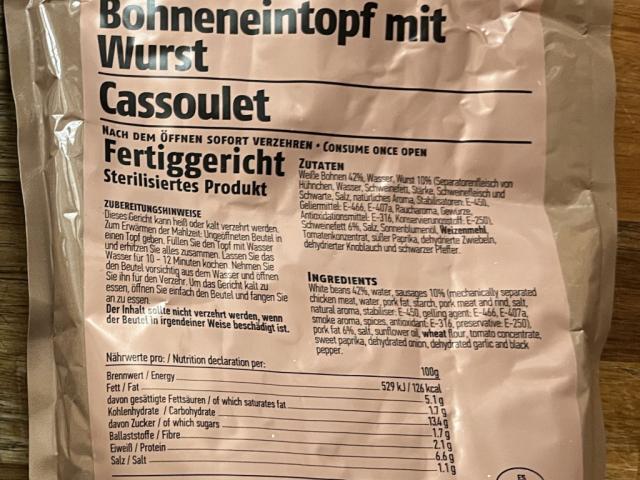 Bohneneintopf mit
Wurst
Cassoulet
NACH DEM ÖFFNEN SOFORT VERZEHREN • CONSUME ONCE OPEN
Fertiggericht
Sterilisiertes Produkt
ZUBEREITUNGSHINWEISE
Dieses Gericht kann heiß oder kalt verzehrt werden.
Zum Erwärmen der Mahlzeit: Ungeöffneten Beutel in
einen Topf geben. Füllen Sie den Topf mit Wasser
und erhitzen Sie alles zusammen. Lassen Sie das
Wasser für 10 - 12 Minuten kochen. Nehmen Sie
den Beutel vorsichtig aus dem Wasser und öffnen
Sie ihn für den Verzehr. Um das Gericht kalt zu
essen, öffnen Sie einfach den Beutel und fangen Sie
an zu essen.
Der Inhalt sollte nicht verzehrt werden, wenn
der Beutel in irgendeiner Weise beschädigt ist.
ZUTATEN
Weiße Bohnen 42%, Wasser, Wurst 10% (Separatorenfleisch von
Hühnchen, Wasser, Schweinefett, Stärke, Schweinefleisch und
Schwarte, Salz, natürliches Aroma, Stabilisatoren: E-450,
Geliermittel: E-466, E-407a, Raucharoma, Gewürze,
Antioxidationsmittel: E-316, Konservierungsstoff: E-250),
Schweinefett 6%, Salz, Sonnenblumenöl, Weizenmehl,
Tomatenkonzentrat, süßer Paprika, dehydrierte Zwiebeln,
dehydrierter Knoblauch und schwarzer Pfeffer.
INGREDIENTS
White beans 42%, water, sausages 10% (mechanically separated
chicken meat, water, pork fat, starch, pork meat and rind, salt,
natural aroma, stabiliser: E-450, gelling agent: E-466, E-407a,
smoke aroma, spices, antioxidant: E-316, preservative: E-250),
pork fat 6%, salt, sunflower oil, wheat flour, tomato concentrate,
sweet paprika, dehydrated onion, dehydrated garlic and black
pepper.
Nährwerte pro: / Nutrition declaration per:
100g
Brennwert / Energy 529 kJ / 126 kcal
Fett / Fat 5.1 g
davon gesättigte Fettsäuren / of which saturates fat 1.7 g
Kohlenhydrate / Carbohydrate 13.4 g
davon Zucker / of which sugars 1.7 g
Ballaststoffe / Fibre 2.1 g
Eiweiß / Protein 6.6 g
Salz / Salt 1.1 g
ES